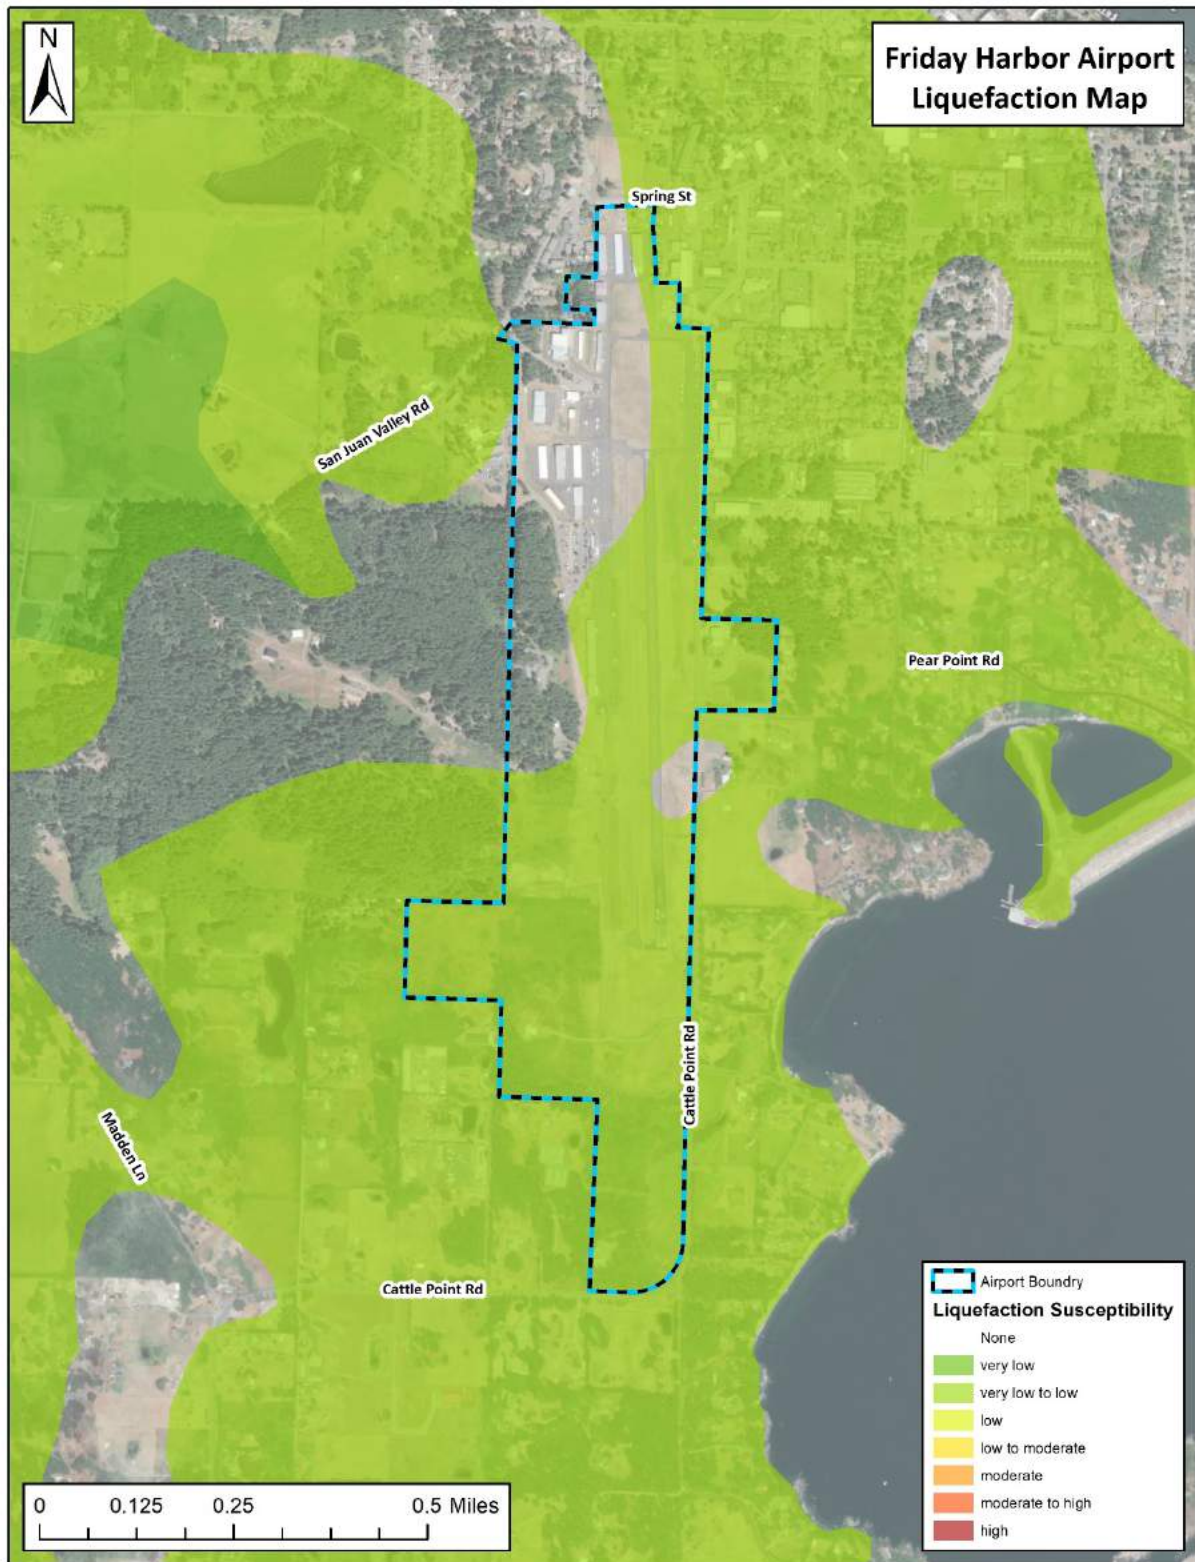 N
Friday Harbor Airport
Liquefaction Map
Spring St
San Juan Valley Rd
Pear Point Rd
Cattle Point Rd
Madden Ln
Cattle Point Rd
Airport Boundry
Liquefaction Susceptibility
None
very low
very low to low
low
low to moderate
moderate
moderate to high
high
0 0.125 0.25 0.5 Miles